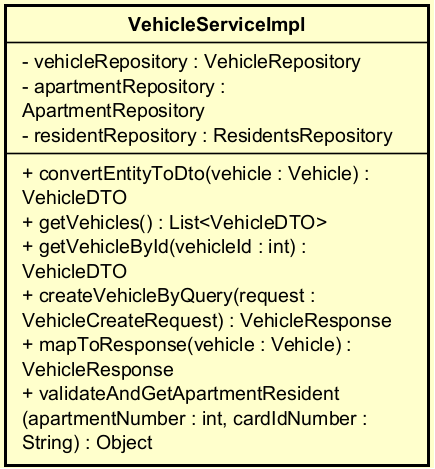 VehicleServiceImpl
- vehicleRepository : VehicleRepository
- apartmentRepository :
ApartmentRepository
- residentRepository : ResidentsRepository
+ convertEntityToDto(vehicle : Vehicle) :
VehicleDTO
+ getVehicles() : List<VehicleDTO>
+ getVehicleById(vehicleId : int) :
VehicleDTO
+ createVehicleByQuery(request :
VehicleCreateRequest) : VehicleResponse
+ mapToResponse(vehicle : Vehicle) :
VehicleResponse
+ validateAndGetApartmentResident
(apartmentNumber : int, cardIdNumber :
String) : Object